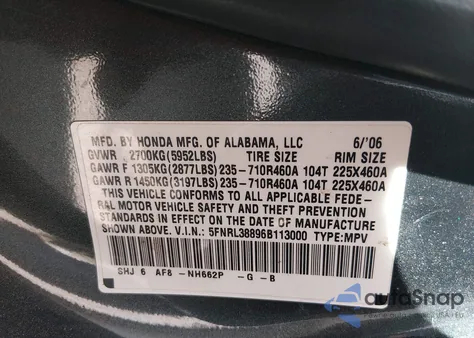 MFD. BY HONDA MFG. OF ALABAMA, LLC 6/'06
GVWR 2700KG(5952LBS) TIRE SIZE RIM SIZE
GAWR F 1305KG(2877LBS) 235-710R460A 104T 225X460A
GAWR R 1450KG(3197LBS) 235-710R460A 104T 225X460A
THIS VEHICLE CONFORMS TO ALL APPLICABLE FEDE-
RAL MOTOR VEHICLE SAFETY AND THEFT PREVENTION
STANDARDS IN EFFECT ON THE DATE OF MANUFACTURE
SHOWN ABOVE. V.I.N.: 5FNRL38896B113000 TYPE:MPV
SHJ 6 AF8 -NH662P -G -B
autoSnap